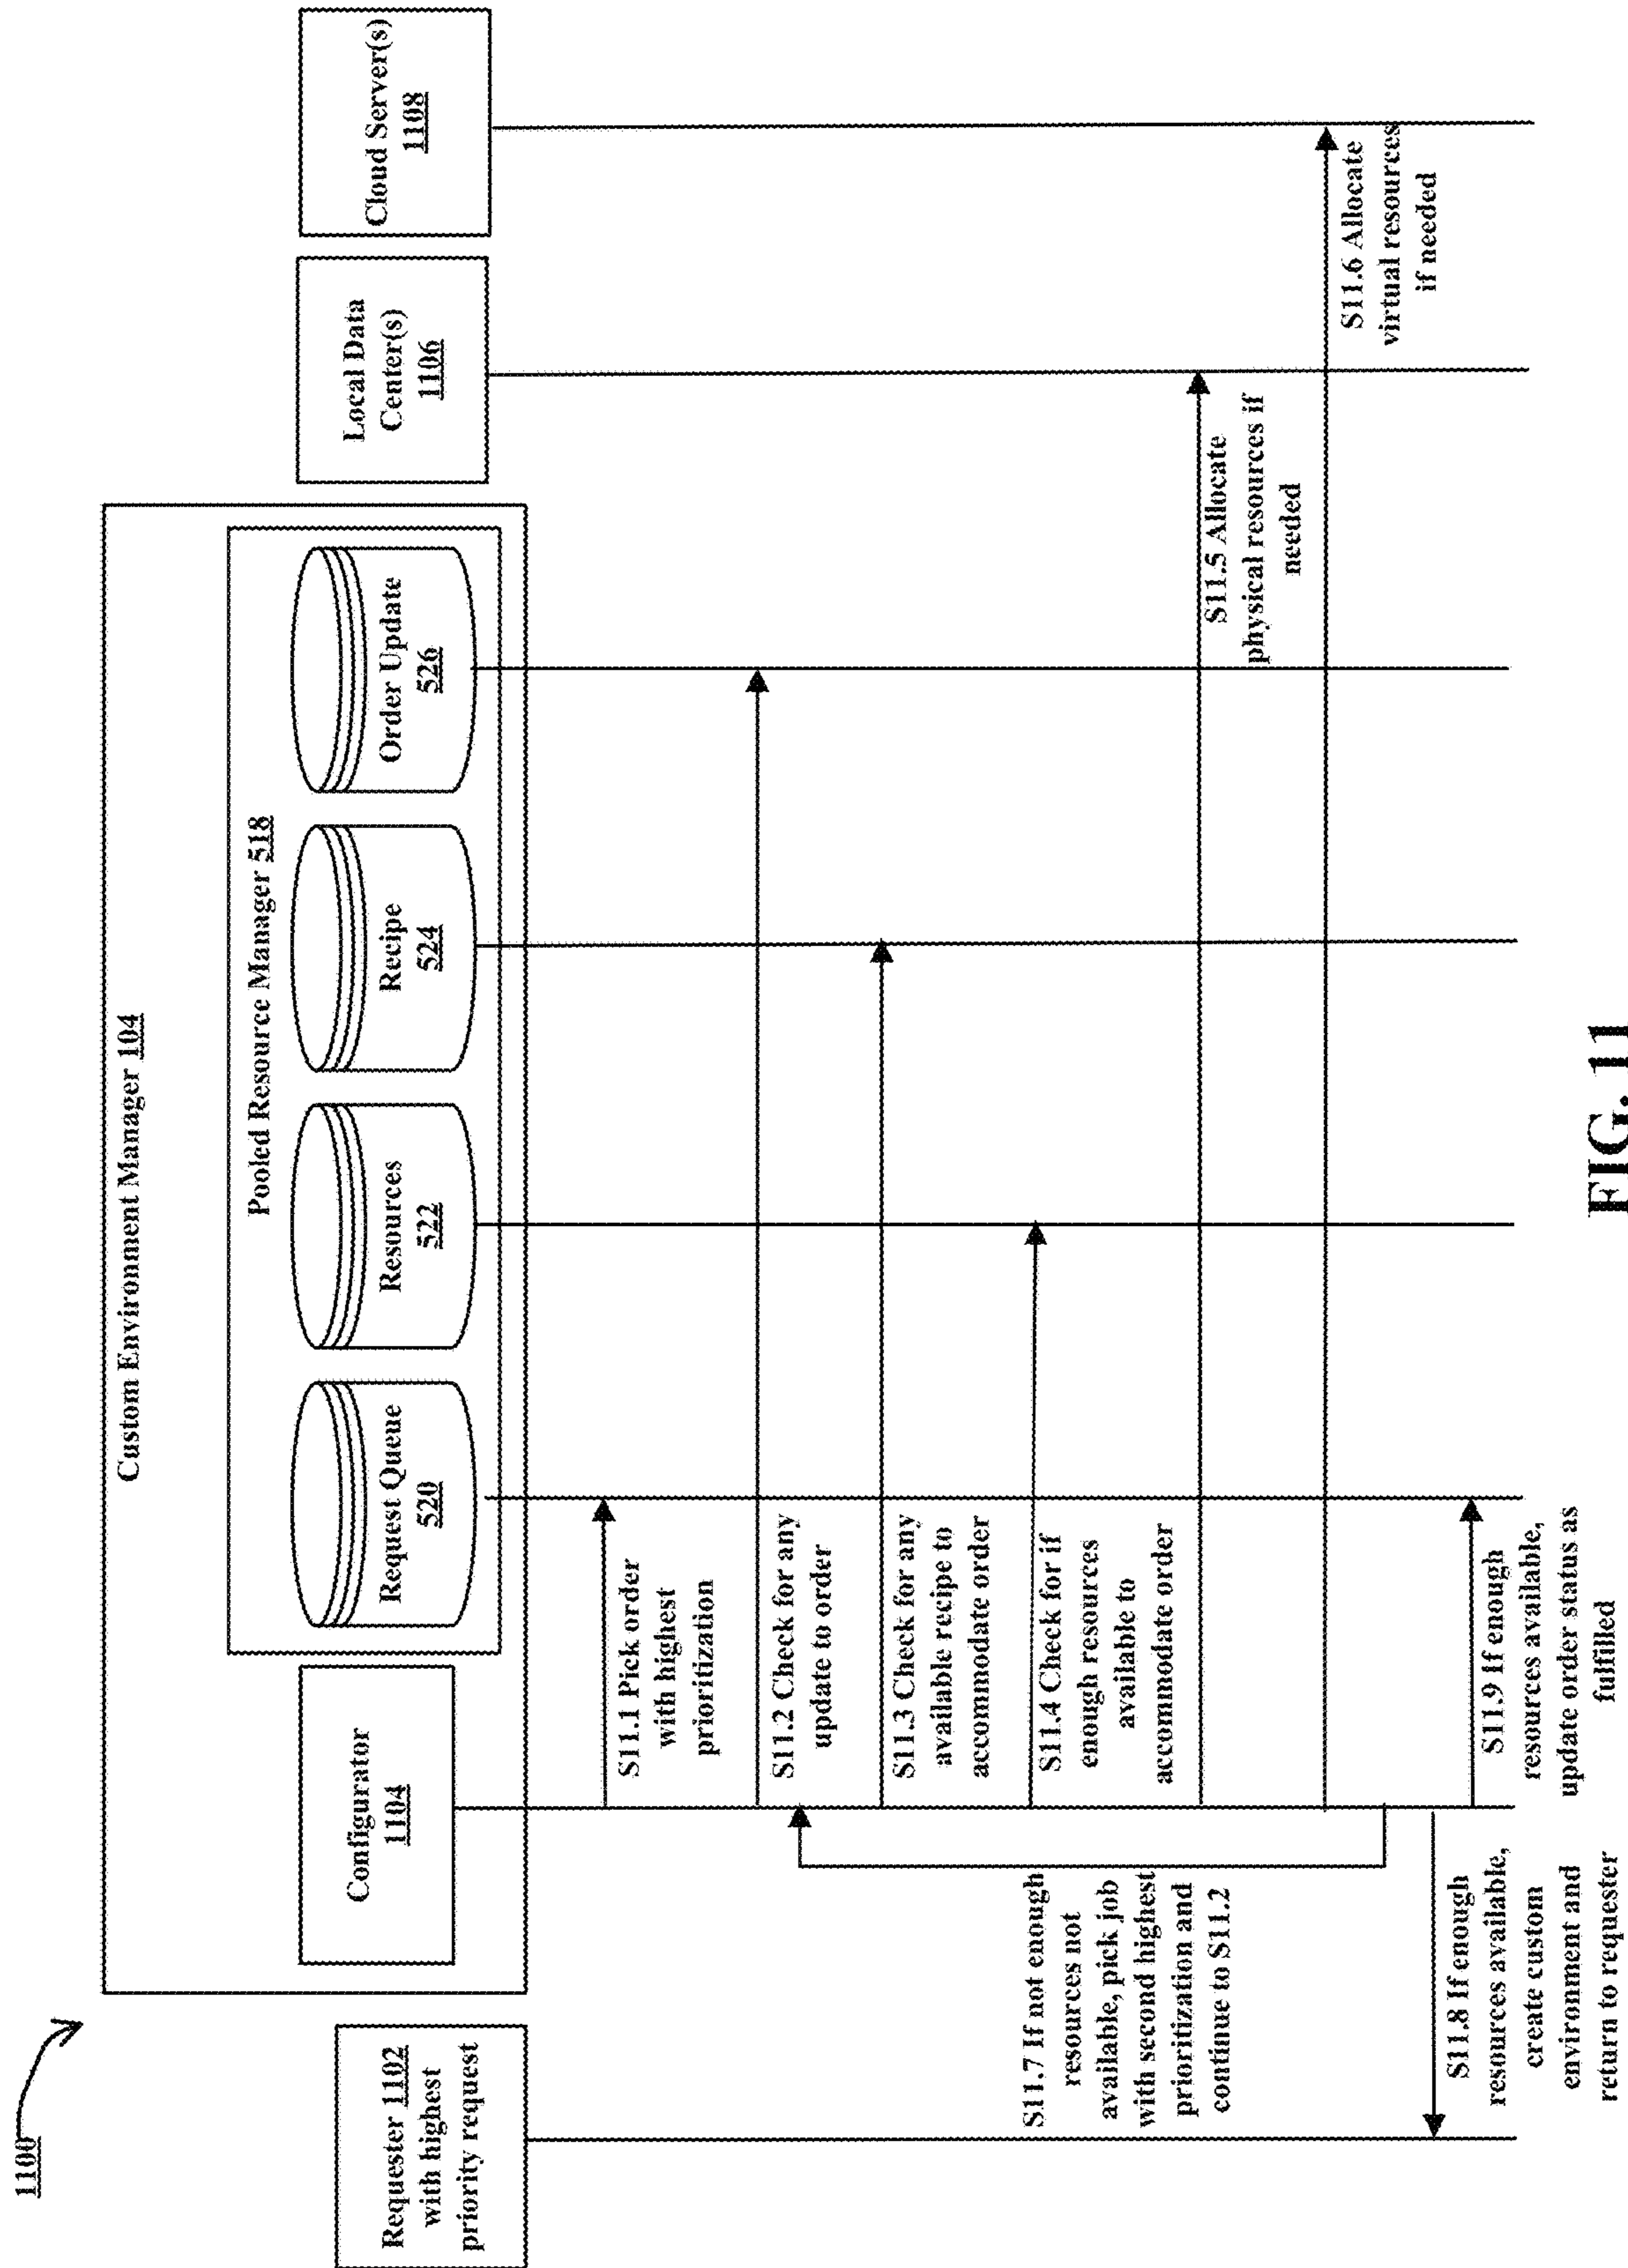 1100
Custom Environment Manager 104
Pooled Resource Manager 518
Requester 1102
with highest
priority request
Configurator
1104
Request Queue
520
Resources
522
Recipe
524
Order Update
526
Local Data
Center(s)
1106
Cloud Server(s)
1108
S11.1 Pick order
with highest
prioritization
S11.2 Check for any
update to order
S11.3 Check for any
available recipe to
accommodate order
S11.4 Check for if
enough resources
available to
accomodate order
S11.5 Allocate
physical resources if
needed
S11.6 Allocate
virtual resources
if needed
S11.7 If not enough
resources not
available, pick job
with second highest
prioritization and
continue to S11.2
S11.8 If enough
resources available,
create custom
environment and
return to requester
S11.9 If enough
resources available,
update order status as
fulfilled
FIG. 11